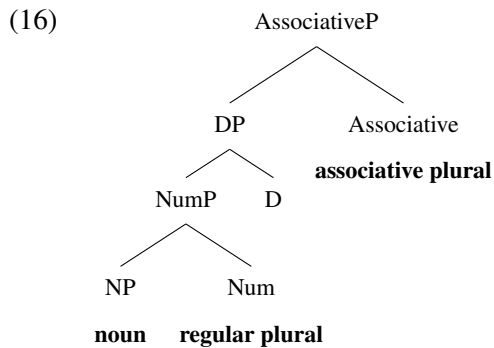 (16) AssociativeP
DP Associative
associative plural
NumP D
NP Num
noun regular plural